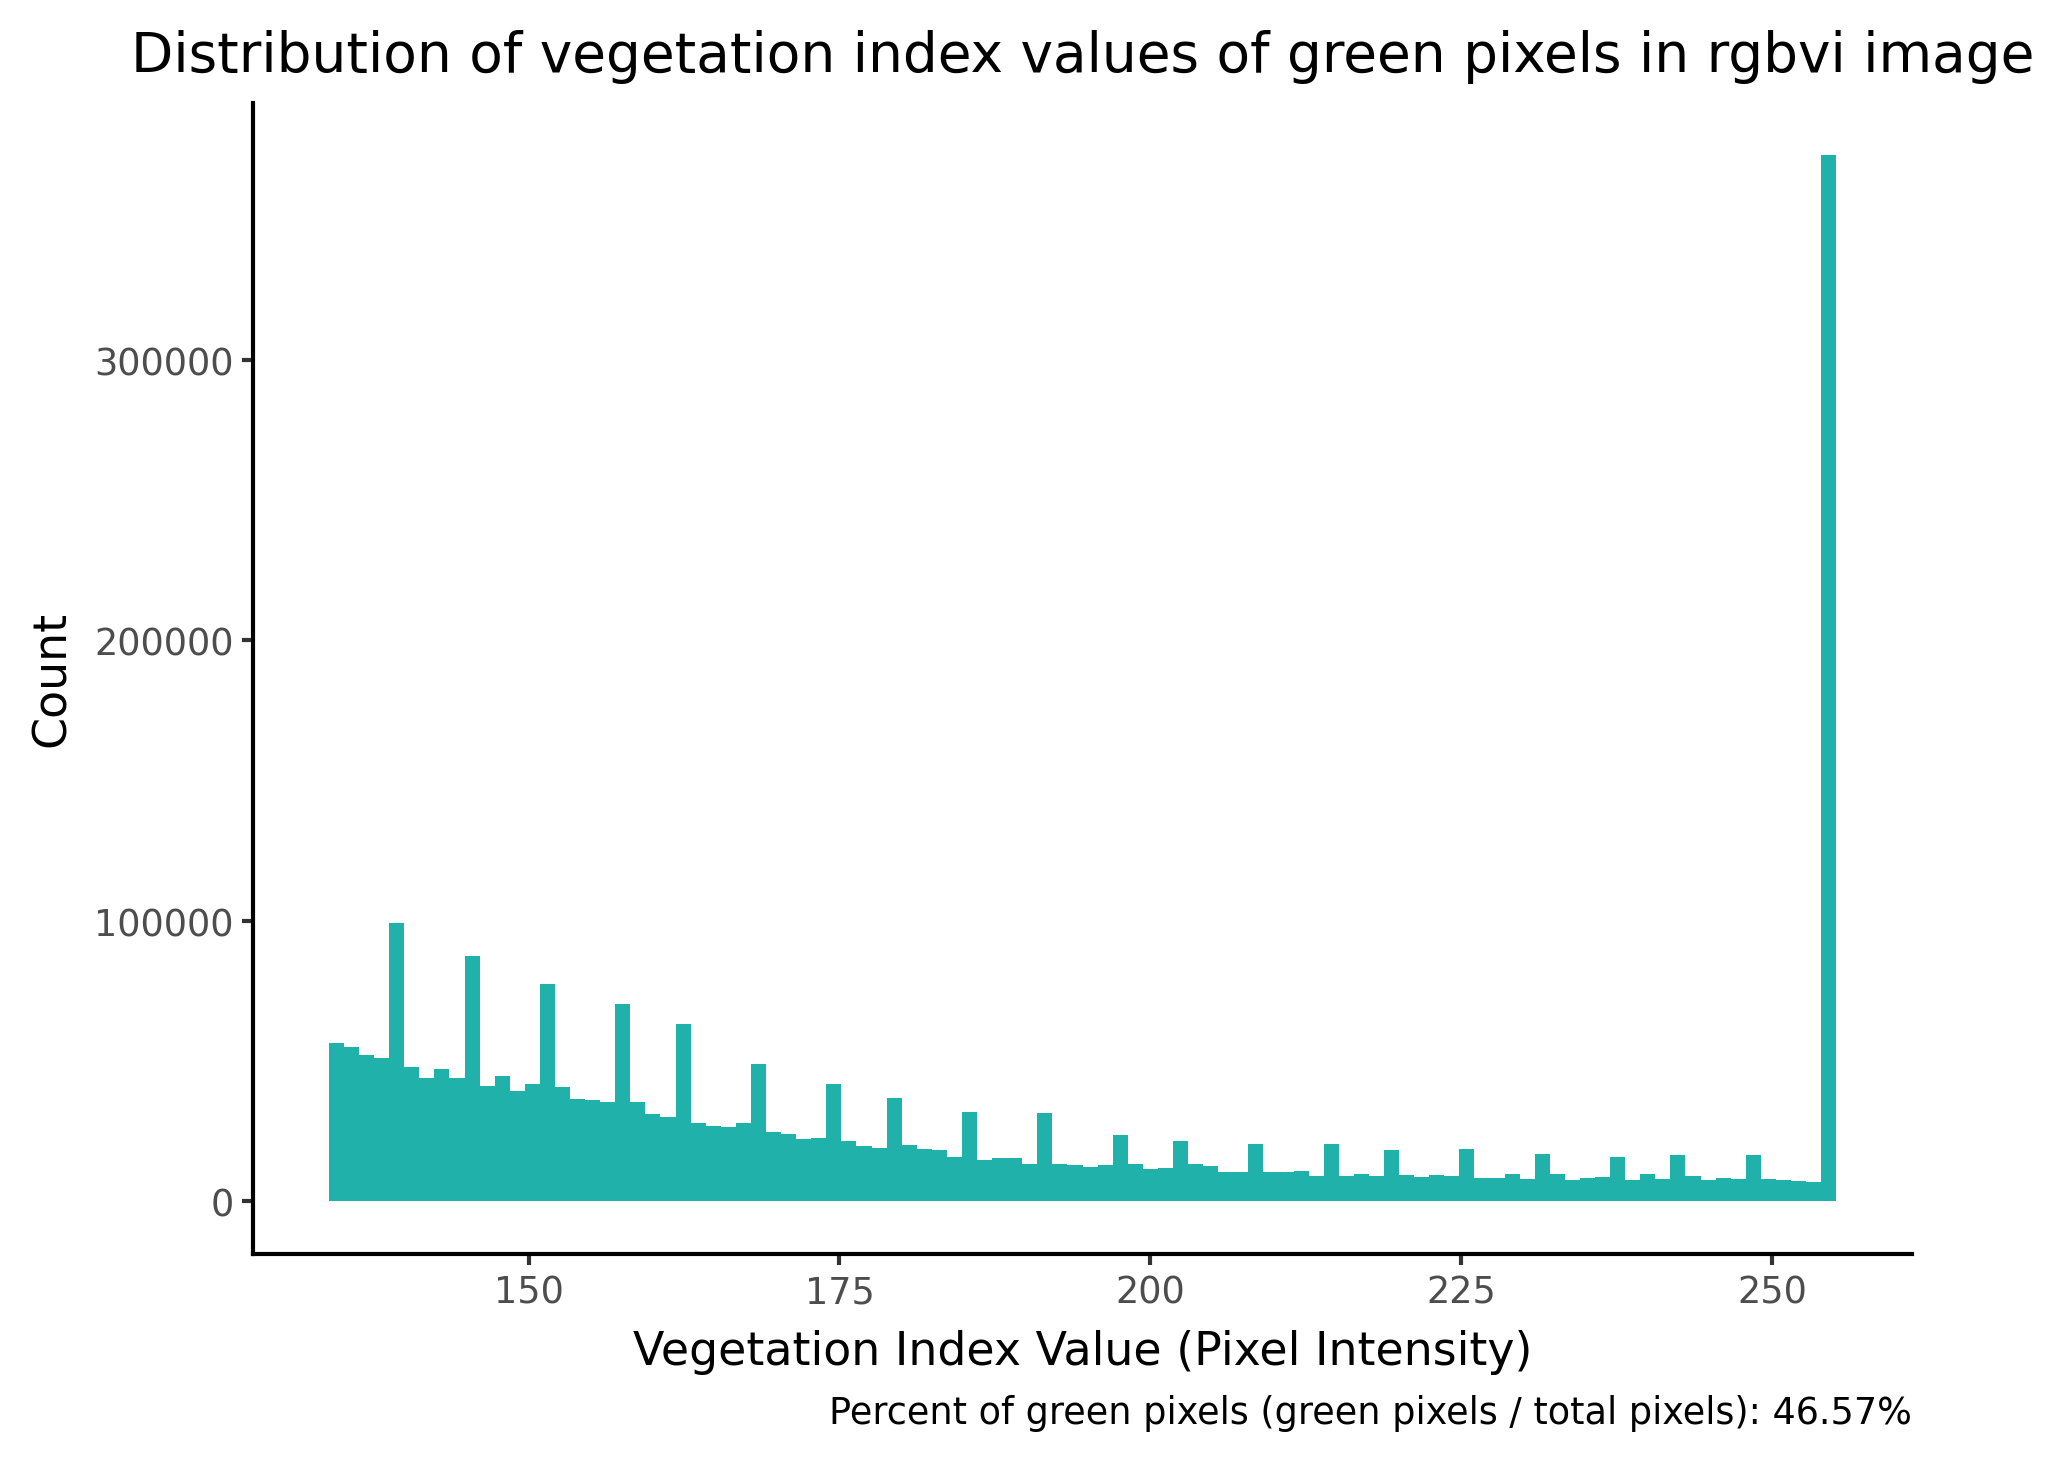 Distribution of vegetation index values of green pixels in rgbvi image
Count
300000
200000
100000
0
150 175 200 225 250
Vegetation Index Value (Pixel Intensity)
Percent of green pixels (green pixels / total pixels): 46.57%